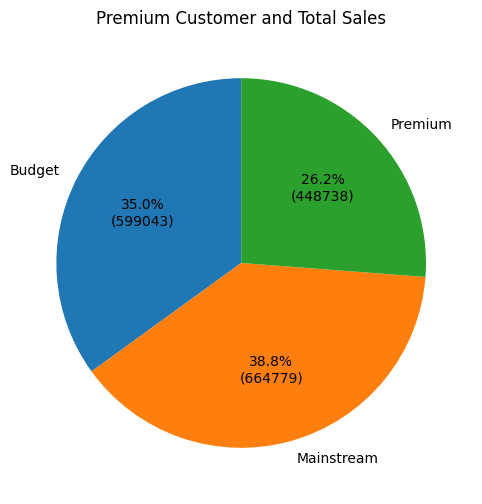 Premium Customer and Total Sales
Premium
Budget
26.2%
(448738)
35.0%
(599043)
38.8%
(664779)
Mainstream